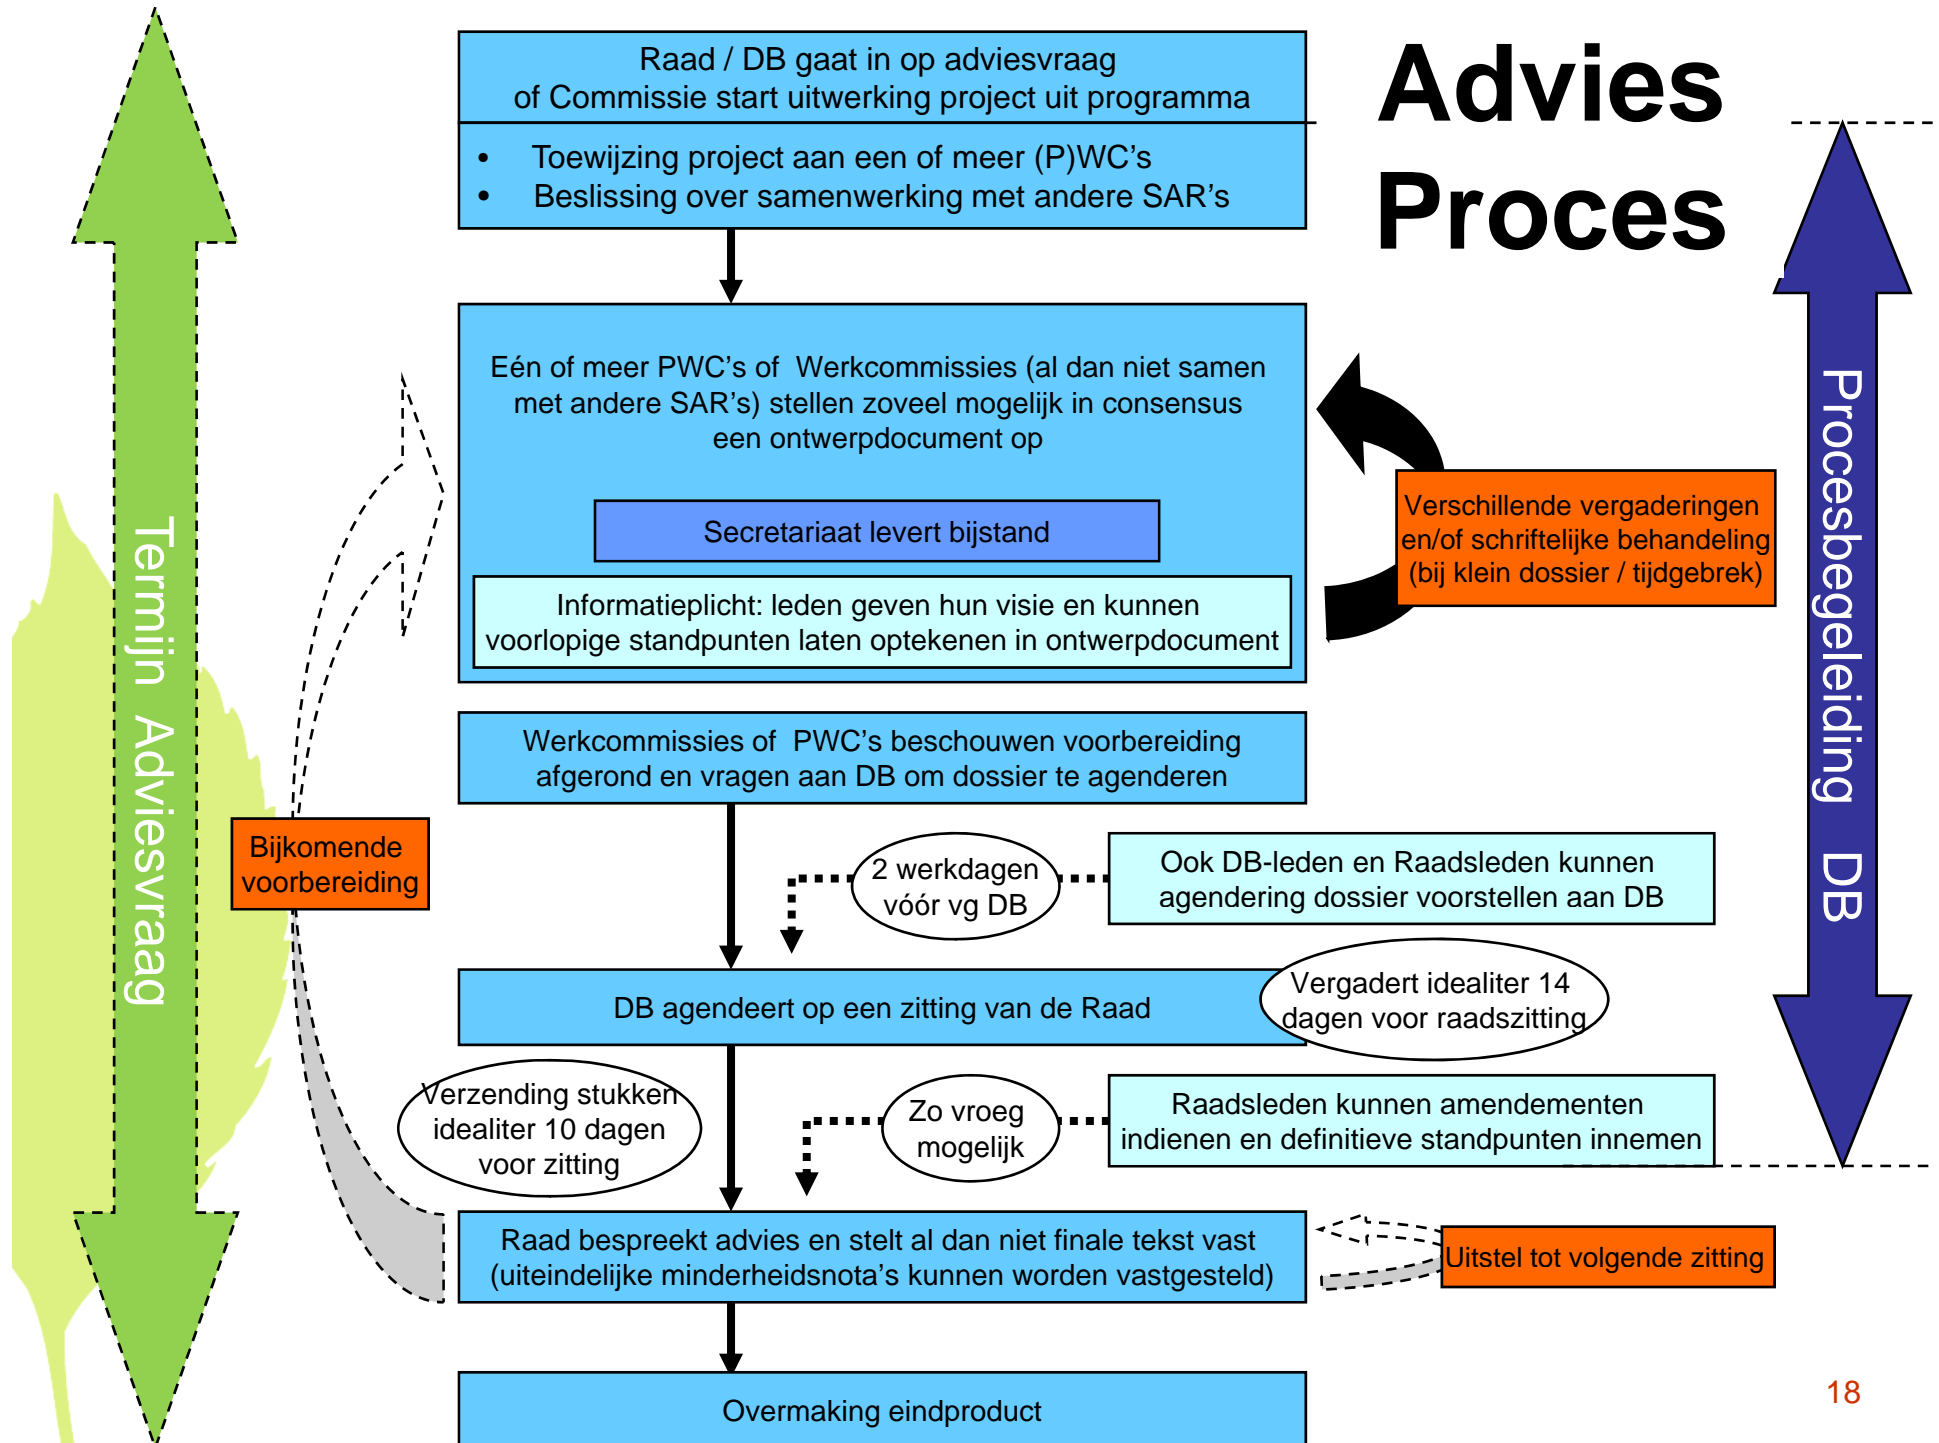 Advies
Proces
Raad / DB gaat in op adviesvraag
of Commissie start uitwerking project uit programma
• Toewijzing project aan een of meer (P)WC’s
• Beslissing over samenwerking met andere SAR’s
Eén of meer PWC’s of Werkcommissies (al dan niet samen
met andere SAR’s) stellen zoveel mogelijk in consensus
een ontwerpdocument op
Secretariaat levert bijstand
Informatieplicht: leden geven hun visie en kunnen
voorlopige standpunten laten optekenen in ontwerpdocument
Verschillende vergaderingen
en/of schriftelijke behandeling
(bij klein dossier / tijdgebrek)
Termijn Adviesvraag
Procesbegeleiding DB
Werkcommissies of PWC’s beschouwen voorbereiding
afgerond en vragen aan DB om dossier te agenderen
Bijkomende
voorbereiding
2 werkdagen
vóór vg DB
Ook DB-leden en Raadsleden kunnen
agendering dossier voorstellen aan DB
DB agendeert op een zitting van de Raad
Vergadert idealiter 14
dagen voor raadszitting
Verzending stukken
idealiter 10 dagen
voor zitting
Zo vroeg
mogelijk
Raadsleden kunnen amendementen
indienen en definitieve standpunten innemen
Raad bespreekt advies en stelt al dan niet finale tekst vast
(uiteindelijke minderheidsnota’s kunnen worden vastgesteld)
Uitstel tot volgende zitting
Overmaking eindproduct
18